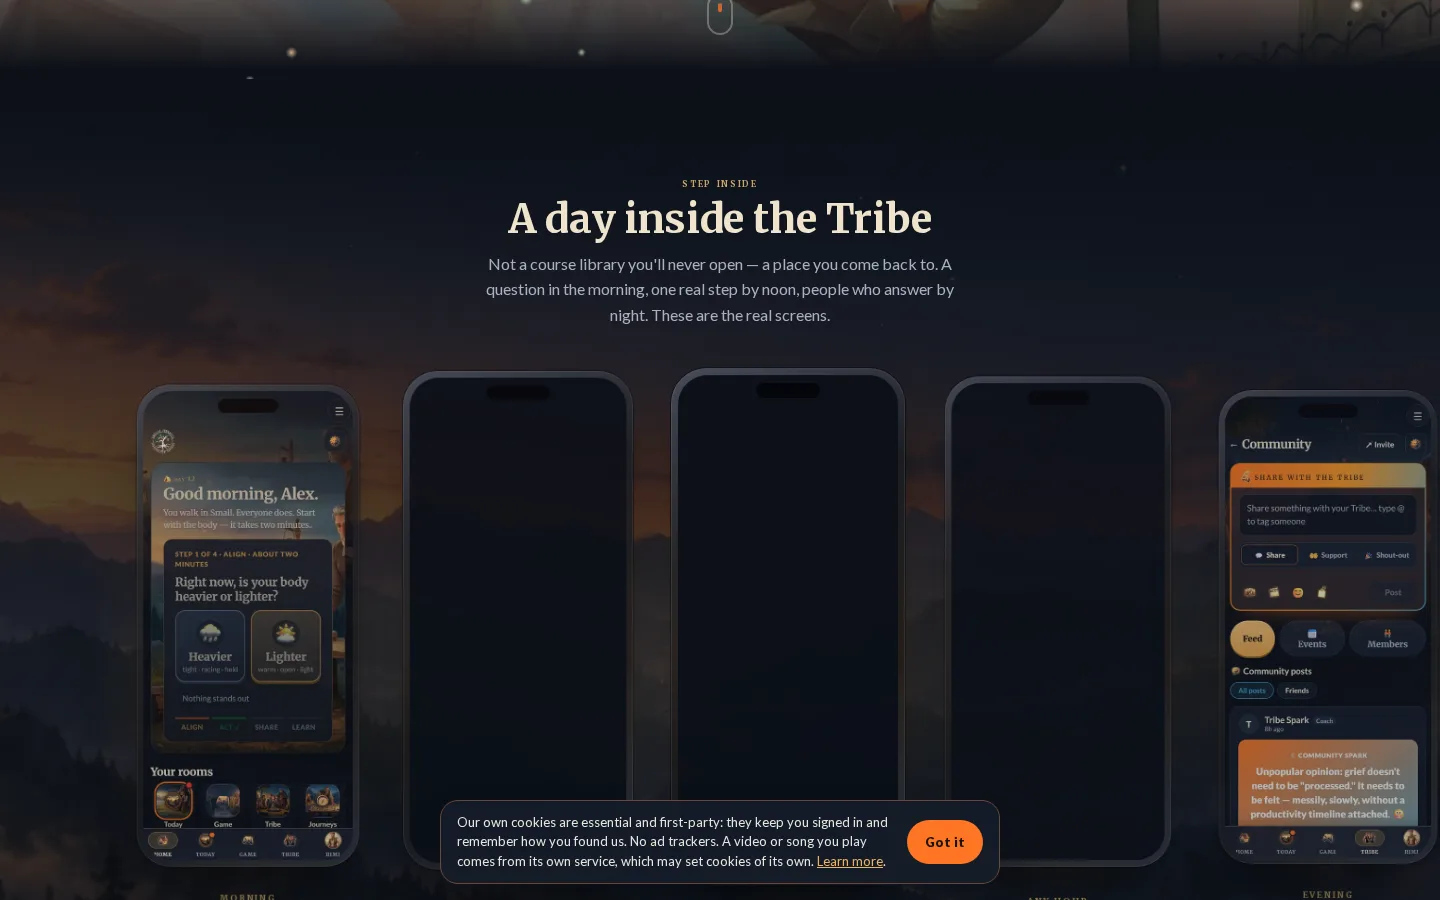 STEP INSIDE
A day inside the Tribe
Not a course library you'll never open — a place you come back to. A
question in the morning, one real step by noon, people who answer by
night. These are the real screens.
Good morning, Alex.
You walk in Small. Everyone does. Start
with the body — it takes two minutes.
STEP 1 OF 4 · ALIGN · ABOUT TWO
MINUTES
Right now, is your body
heavier or lighter?
Heavier
Lighter
Nothing stands out
ALIGN
SHARE
LEARN
Your rooms
Today
Game
Tribe
Journeys
HOME
TODAY
GAME
TRIBE
MORNING
← Community
Invite
SHARE WITH THE TRIBE
Share something with your Tribe... type @
to tag someone
Share
Support
Shout-out
Post
Feed
Events
Members
Community posts
All posts
Friends
T
Tribe Spark
Coach
8h ago
COMMUNITY SPARK
Unpopular opinion: grief doesn't
need to be "processed." It needs to
be felt — messily, slowly, without a
productivity timeline attached.
HOME
TODAY
GAME
TRIBE
EVENING
Our own cookies are essential and first-party: they keep you signed in and
remember how you found us. No ad trackers. A video or song you play
comes from its own service, which may set cookies of its own. Learn more.
Got it